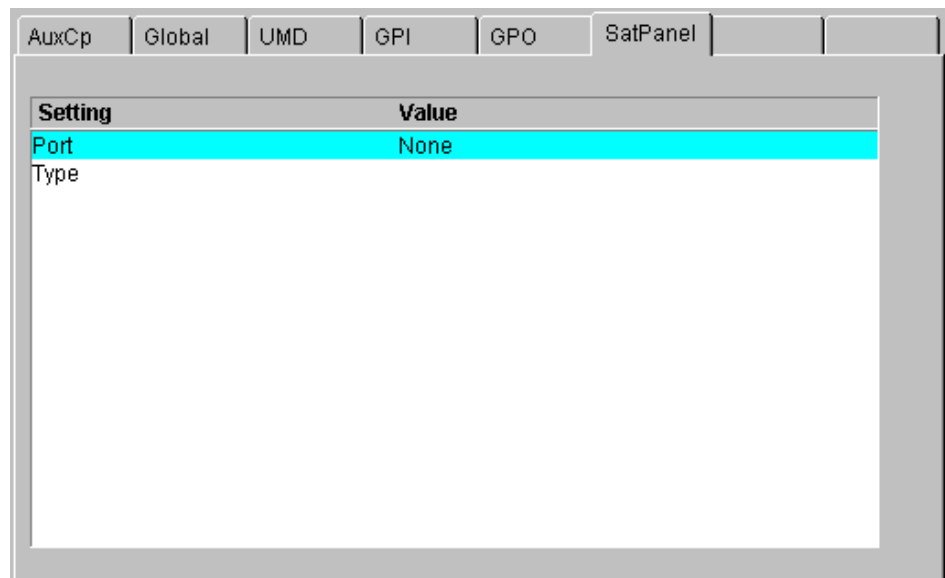 AuxCp Global UMD GPI GPO SatPanel
Setting Value
Port None
Type